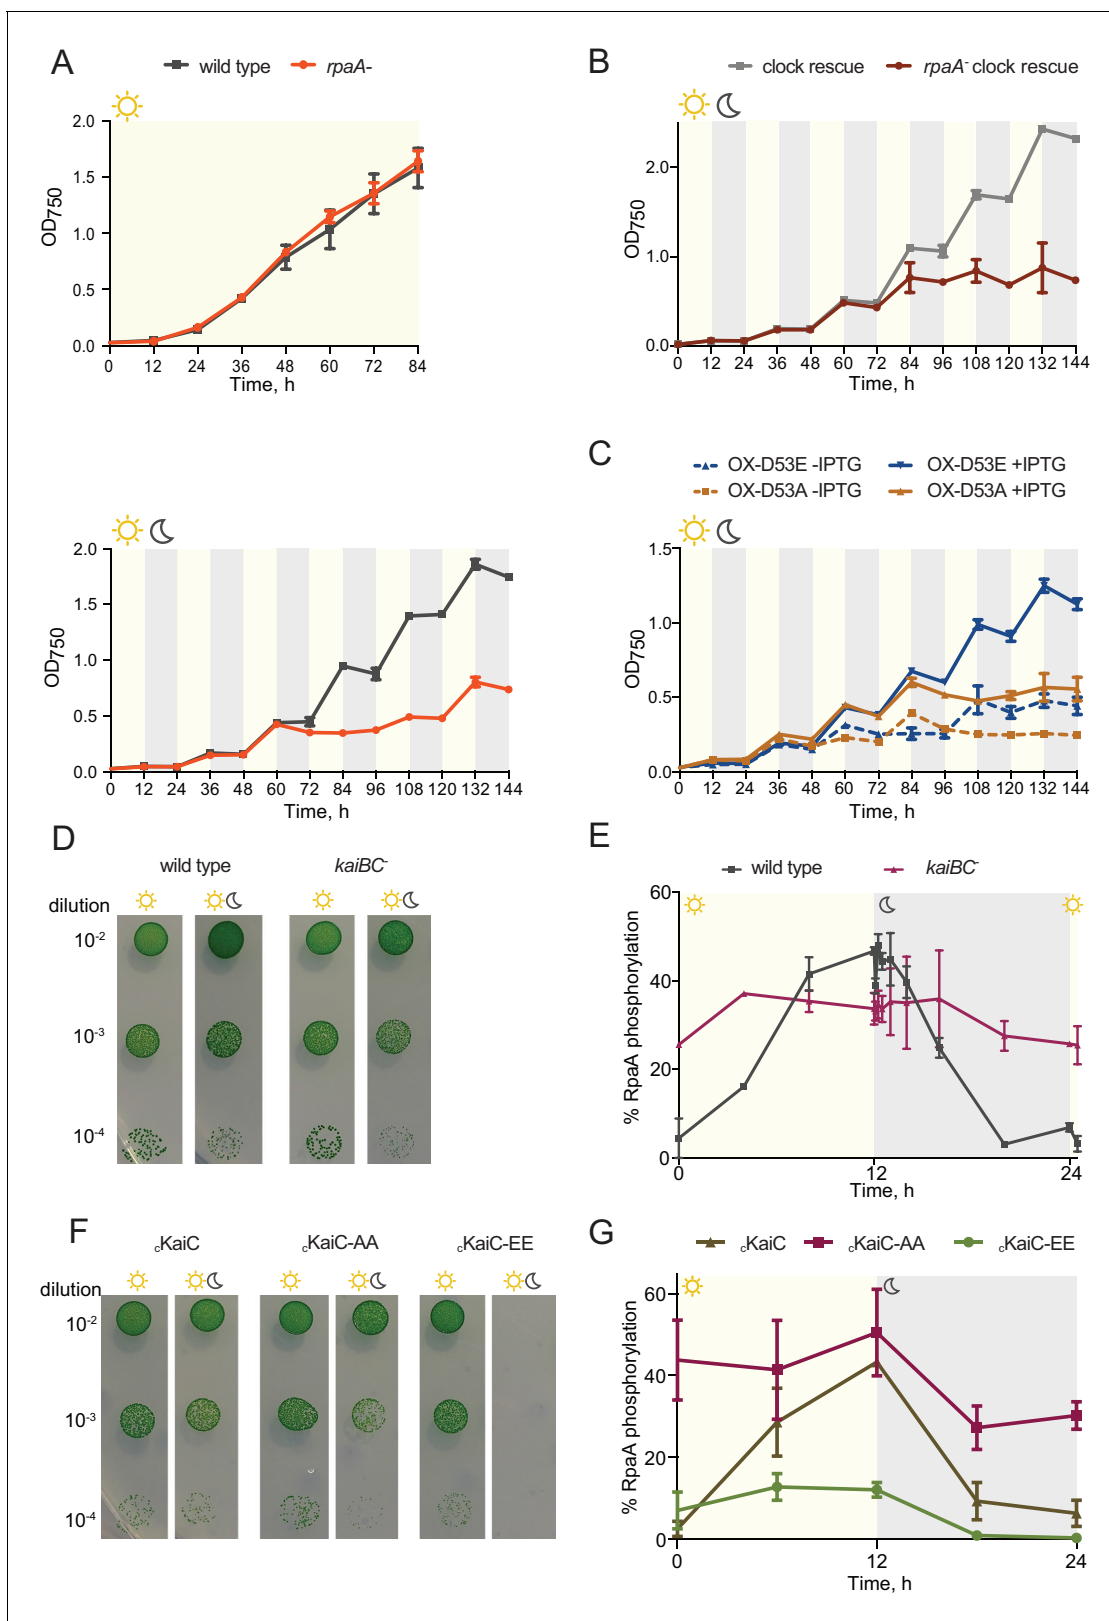 A
wild type
rpaA-
2.0
1.5
1.0
0.5
0.0
OD750
0 12 24 36 48 60 72 84
Time, h
B
clock rescue
rpaA- clock rescue
2.0
1.0
0.0
OD750
0 12 24 36 48 60 72 84 96 108 120 132 144
Time, h
2.0
1.5
1.0
0.5
0.0
OD750
0 12 24 36 48 60 72 84 96 108 120 132 144
Time, h
C
OX-D53E -IPTG
OX-D53E +IPTG
OX-D53A -IPTG
OX-D53A +IPTG
1.5
1.0
0.5
0.0
OD750
0 12 24 36 48 60 72 84 96 108 120 132 144
Time, h
D
wild type
kaiBC-
dilution
10-2
10-3
10-4
E
wild type
kaiBC-
60
40
20
0
% RpaA phosphorylation
0 12 24
Time, h
F
cKaiC
cKaiC-AA
cKaiC-EE
dilution
10-2
10-3
10-4
G
cKaiC
cKaiC-AA
cKaiC-EE
60
40
20
0
% RpaA phosphorylation
0 12 24
Time, h